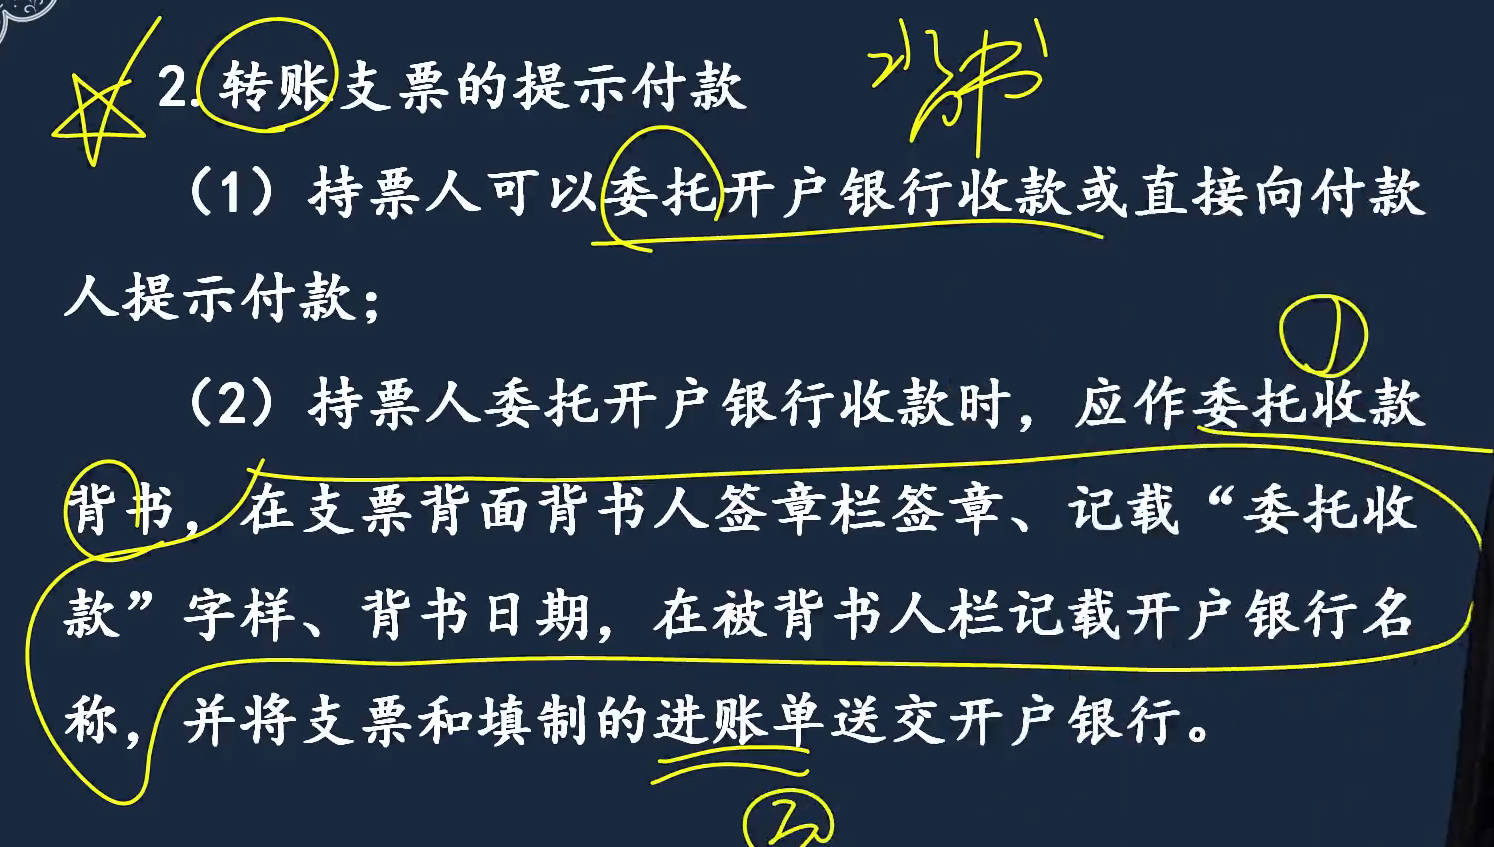 2. 转账支票的提示付款 背书
（1）持票人可以委托开户银行收款或直接向付款
人提示付款；
①
（2）持票人委托开户银行收款时，应作委托收款
背书，在支票背面背书人签章栏签章、记载“委托收
款”字样、背书日期，在被背书人栏记载开户银行名
称，并将支票和填制的进账单送交开户银行。
②